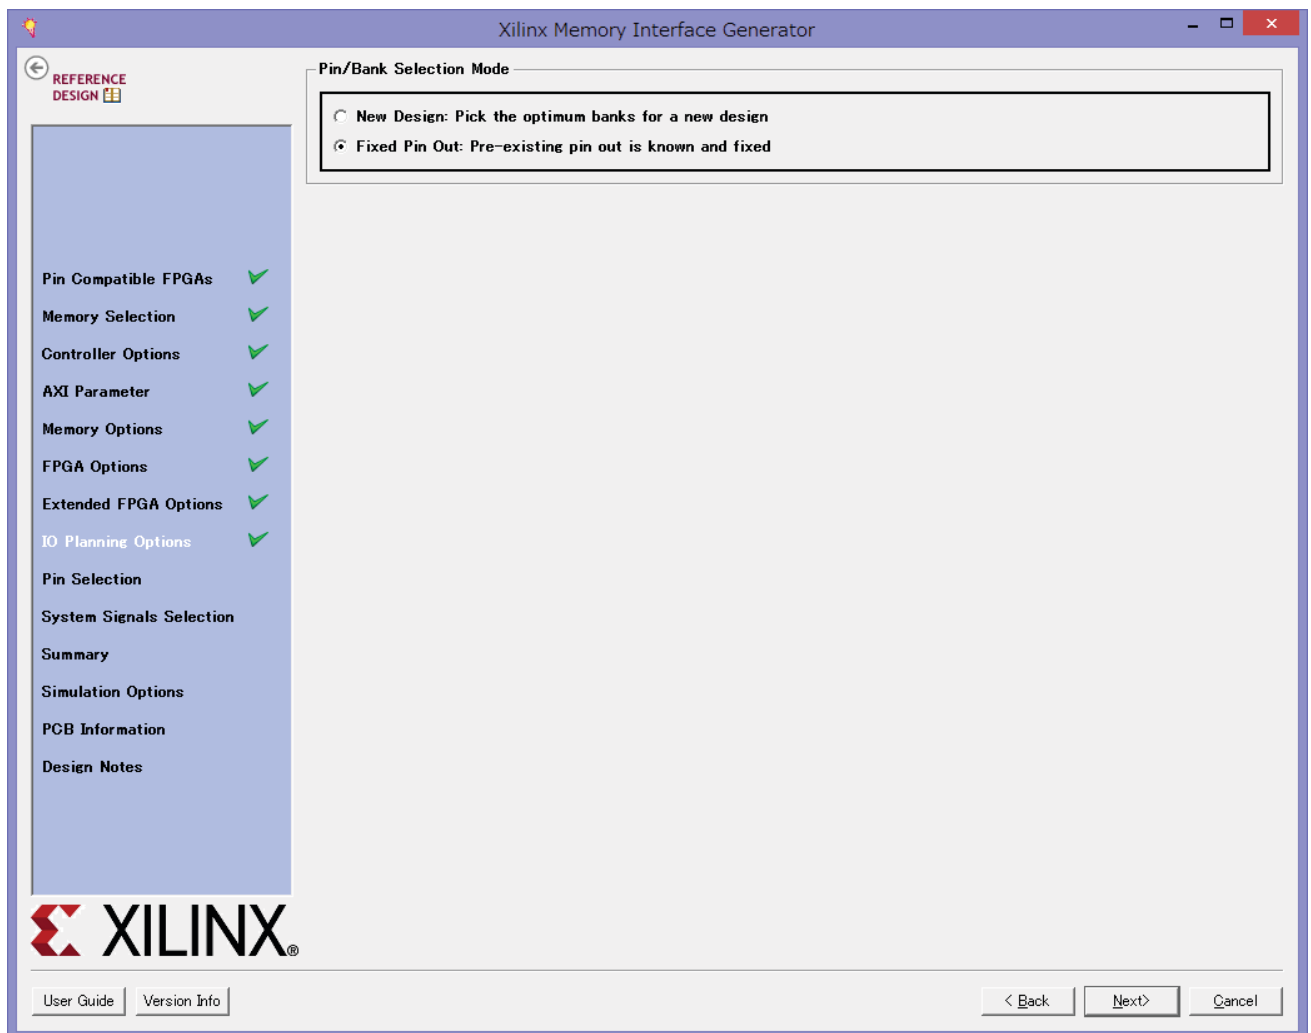 Xilinx Memory Interface Generator
REFERENCE
DESIGN
Pin/Bank Selection Mode
New Design: Pick the optimum banks for a new design
Fixed Pin Out: Pre-existing pin out is known and fixed
Pin Compatible FPGAs
Memory Selection
Controller Options
AXI Parameter
Memory Options
FPGA Options
Extended FPGA Options
IO Planning Options
Pin Selection
System Signals Selection
Summary
Simulation Options
PCB Information
Design Notes
XILINX®
User Guide
Version Info
< Back
Next>
Cancel